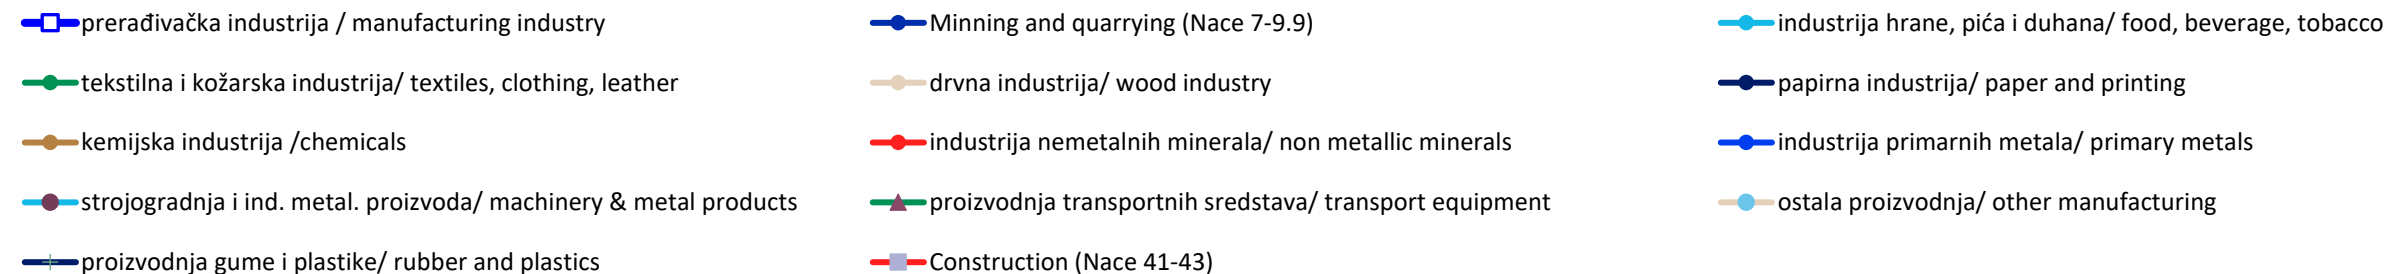 prerađivačka industrija / manufacturing industry
Minning and quarrying (Nace 7-9.9)
industrija hrane, pića i duhana/ food, beverage, tobacco
tekstilna i kožarska industrija/ textiles, clothing, leather
drvna industrija/ wood industry
papirna industrija/ paper and printing
kemijska industrija /chemicals
industrija nemetalnih minerala/ non metallic minerals
industrija primarnih metala/ primary metals
strojogradnja i ind. metal. proizvoda/ machinery & metal products
proizvodnja transportnih sredstava/ transport equipment
ostala proizvodnja/ other manufacturing
proizvodnja gume i plastike/ rubber and plastics
Construction (Nace 41-43)